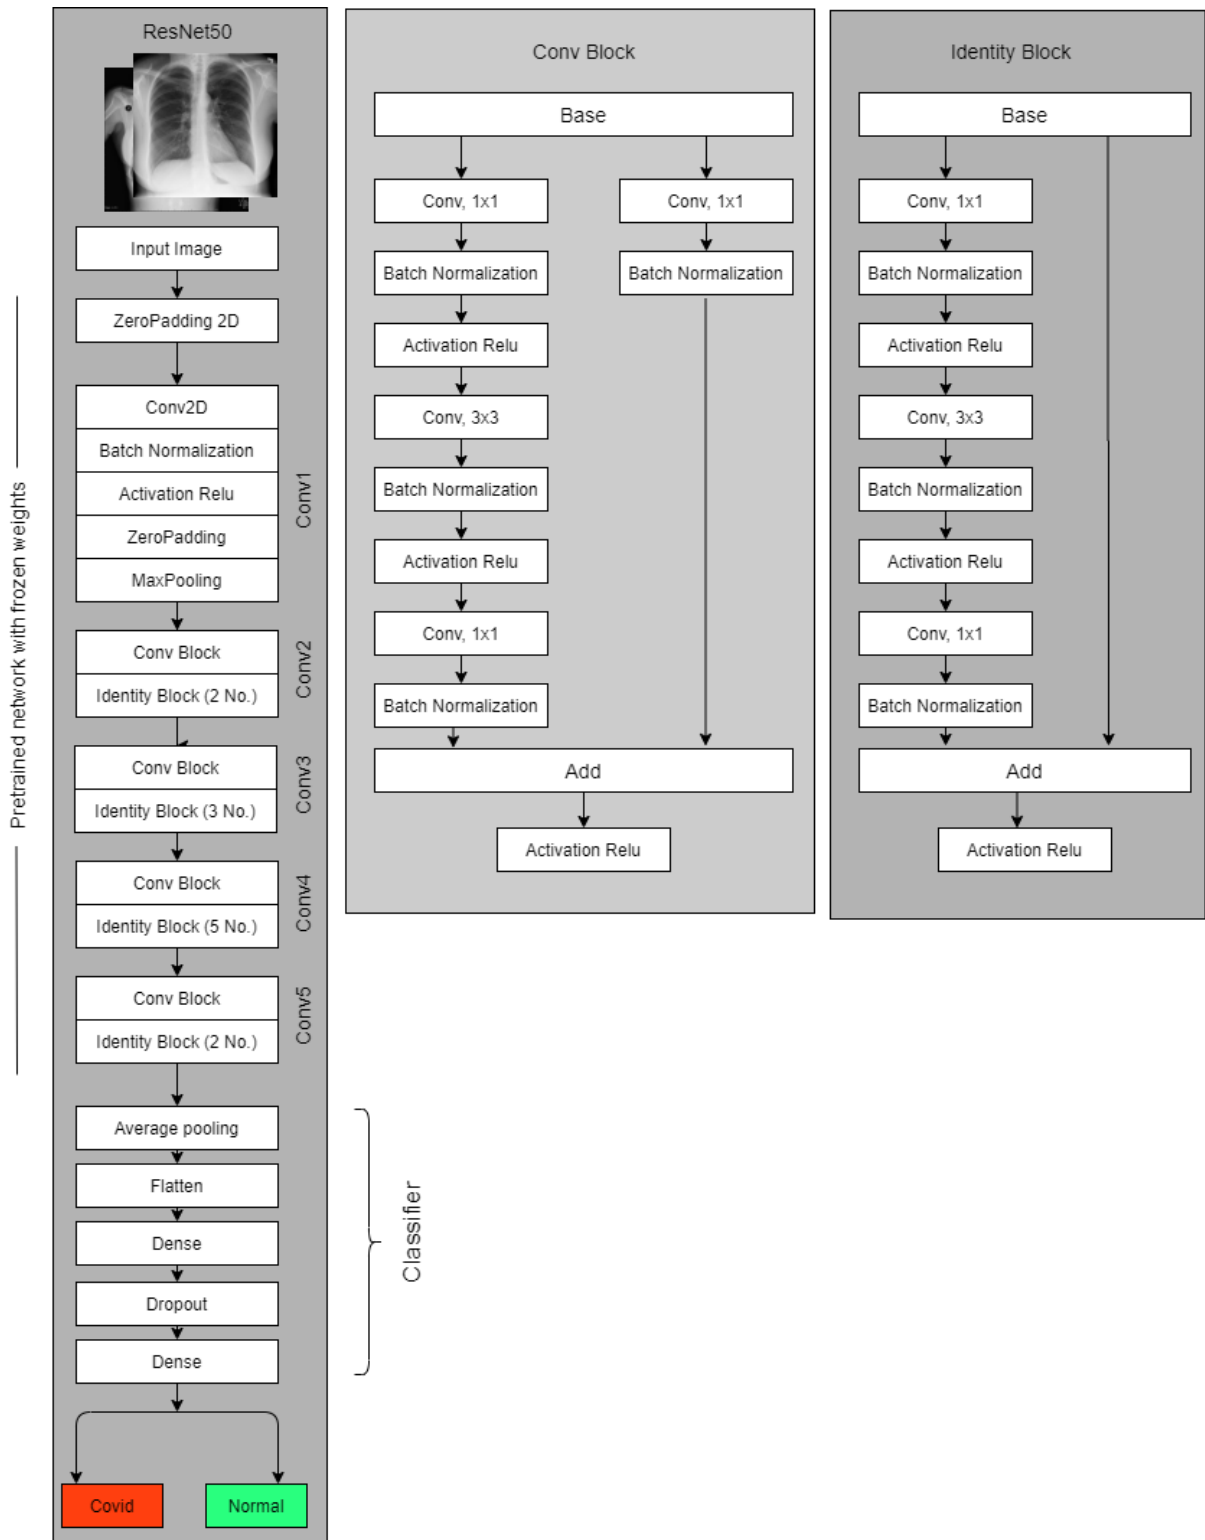 ResNet50
Input Image
ZeroPadding 2D
Conv2D
Batch Normalization
Activation Relu
ZeroPadding
MaxPooling
Conv1
Conv Block
Identity Block (2 No.)
Conv2
Conv Block
Identity Block (3 No.)
Conv3
Conv Block
Identity Block (5 No.)
Conv4
Conv Block
Identity Block (2 No.)
Conv5
Pretrained network with frozen weights
Average pooling
Flatten
Dense
Dropout
Dense
Classifier
Covid
Normal
Conv Block
Base
Conv, 1x1
Batch Normalization
Activation Relu
Conv, 3x3
Batch Normalization
Activation Relu
Conv, 1x1
Batch Normalization
Conv, 1x1
Batch Normalization
Add
Activation Relu
Identity Block
Base
Conv, 1x1
Batch Normalization
Activation Relu
Conv, 3x3
Batch Normalization
Activation Relu
Conv, 1x1
Batch Normalization
Add
Activation Relu